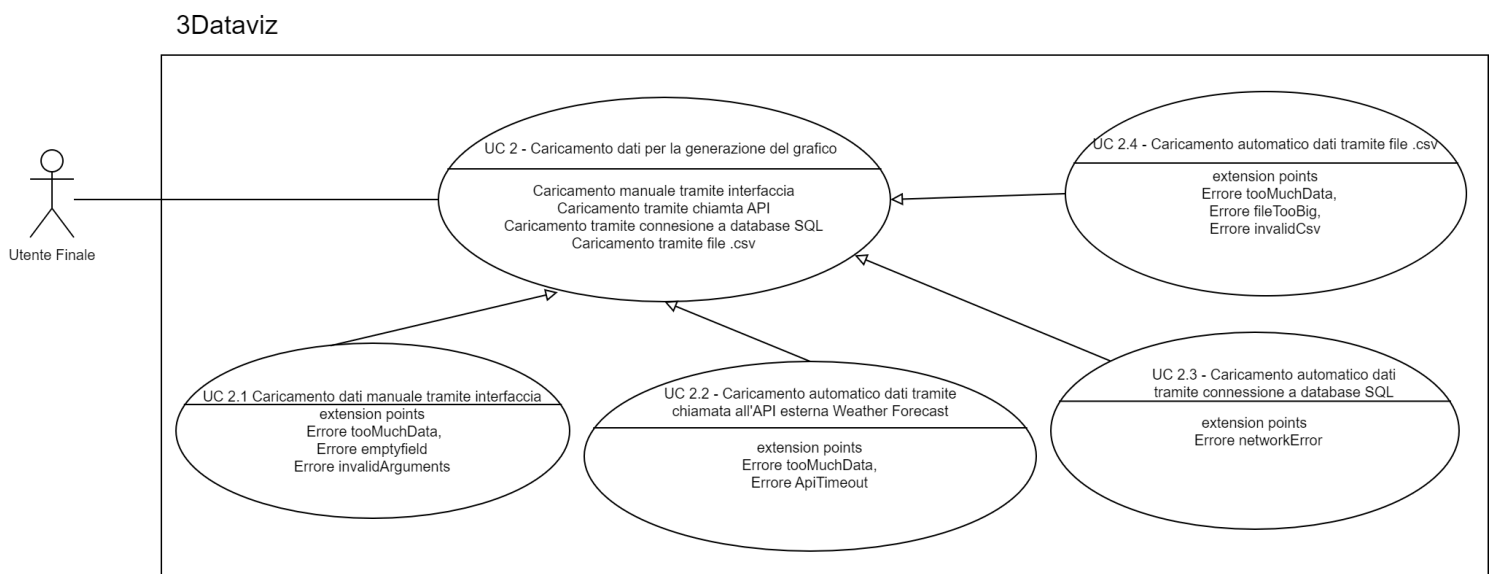 3Dataviz
Utente Finale
UC 2 - Caricamento dati per la generazione del grafico
Caricamento manuale tramite interfaccia
Caricamento tramite chiamta API
Caricamento tramite connesione a database SQL
Caricamento tramite file .csv
UC 2.4 - Caricamento automatico dati tramite file .csv
extension points
Errore tooMuchData,
Errore fileTooBig,
Errore invalidCsv
UC 2.1 Caricamento dati manuale tramite interfaccia
extension points
Errore tooMuchData,
Errore emptyfield
Errore invalidArguments
UC 2.2 - Caricamento automatico dati tramite
chiamata all'API esterna Weather Forecast
extension points
Errore tooMuchData,
Errore ApiTimeout
UC 2.3 - Caricamento automatico dati
tramite connessione a database SQL
extension points
Errore networkError